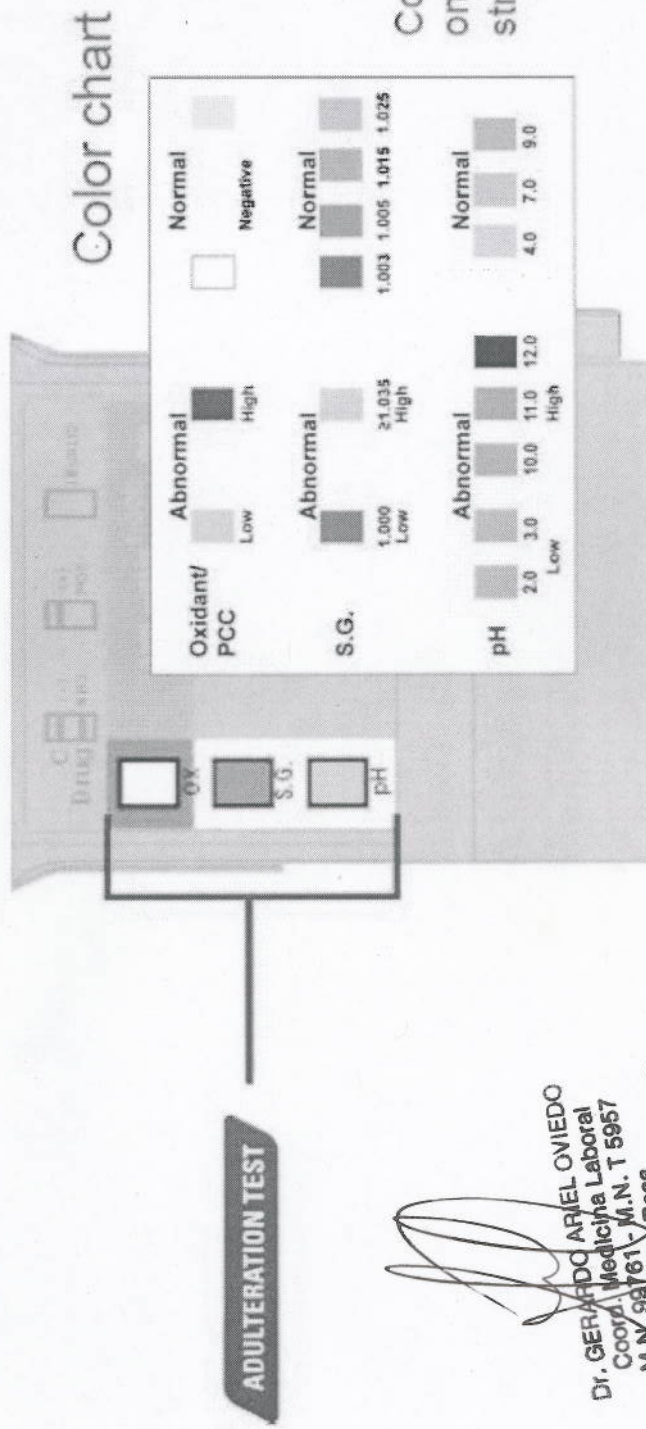 Color chart
ADULTERATION TEST
C
OX
S.G.
pH
Oxidant/
PCC
Abnormal
Normal
Low
High
Negative
S.G.
Abnormal
Normal
1.000
≥1.035
1.003
1.005
1.015
1.025
Low
High
pH
Abnormal
Normal
2.0
3.0
10.0
11.0
12.0
4.0
7.0
9.0
Low
High
Co
on
str
Dr. GERARDO ARIEL OVIEDO
Coord. Medicina Laboral
M.N. 99761 - M.N. T 5957